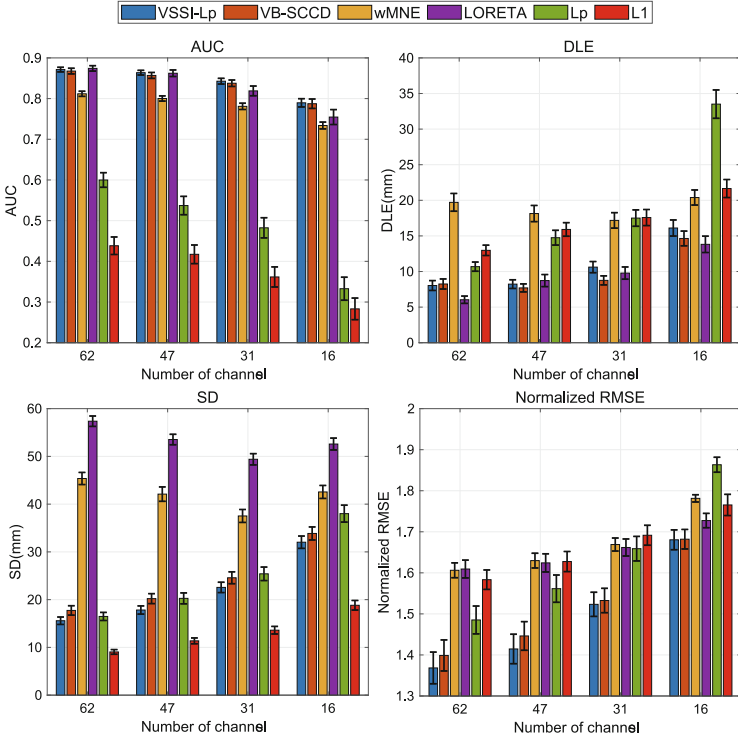 VSSI-Lp VB-SCCD wMNE LORETA Lp L1
AUC
0.9
0.8
0.7
0.6
0.5
0.4
0.3
0.2
AUC
62 47 31 16
Number of channel
DLE
40
35
30
25
20
15
10
5
0
DLE(mm)
62 47 31 16
Number of channel
SD
60
50
40
30
20
10
0
SD(mm)
62 47 31 16
Number of channel
Normalized RMSE
2
1.9
1.8
1.7
1.6
1.5
1.4
1.3
Normalized RMSE
62 47 31 16
Number of channel